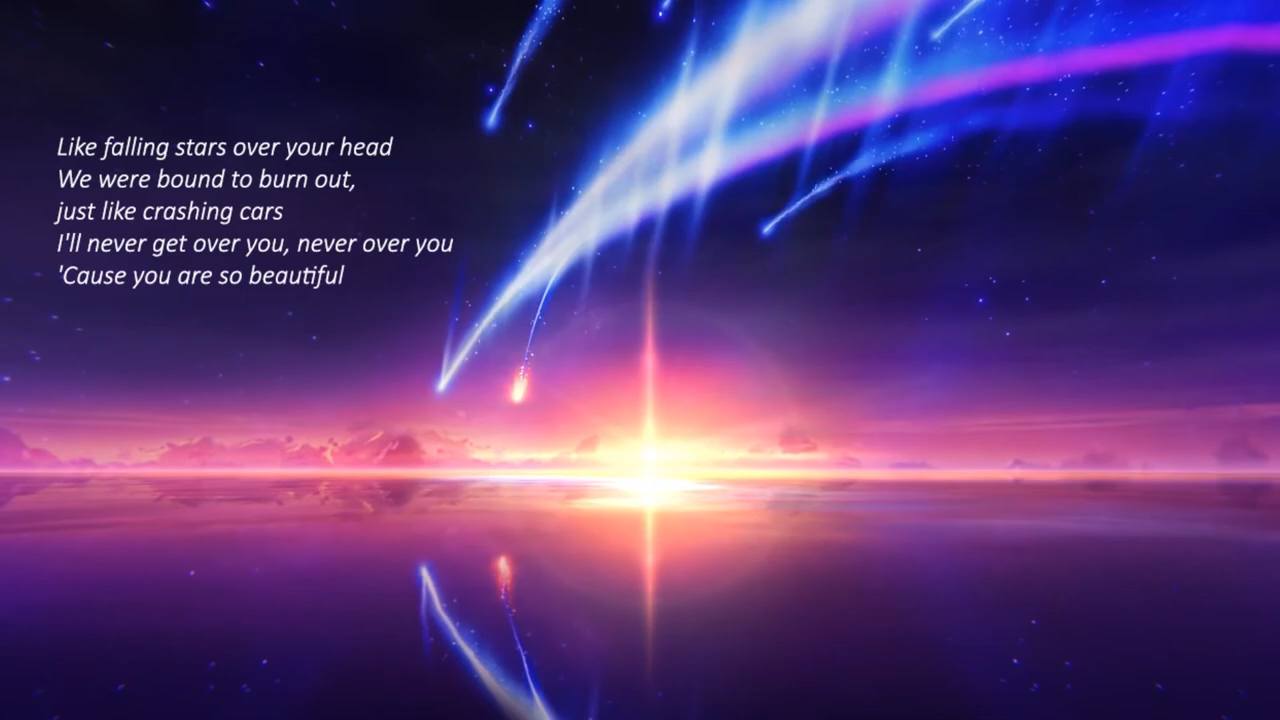 Like falling stars over your head
We were bound to burn out,
just like crashing cars
I'll never get over you, never over you
'Cause you are so beautiful